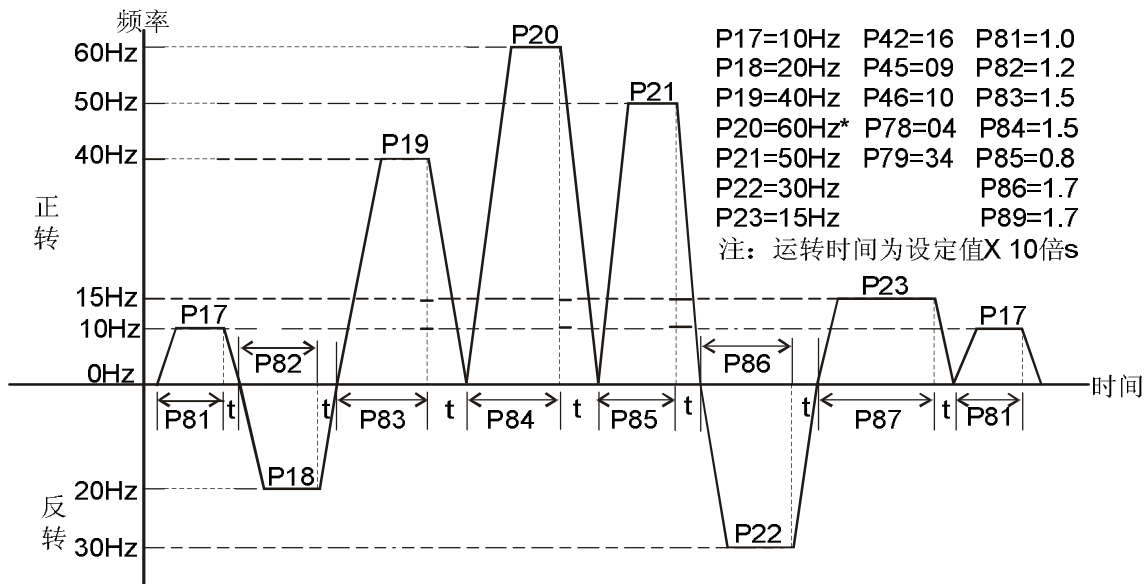 频率
60Hz
50Hz
40Hz
正转
15Hz
10Hz
0Hz
20Hz
反转
30Hz
P17
P18
P19
P20
P21
P22
P23
P17
P82
P86
P81 t
t
P83 t
P84 t
P85 t
t
P87 t
P81
时间
P17=10Hz P42=16 P81=1.0
P18=20Hz P45=09 P82=1.2
P19=40Hz P46=10 P83=1.5
P20=60Hz* P78=04 P84=1.5
P21=50Hz P79=34 P85=0.8
P22=30Hz P86=1.7
P23=15Hz P89=1.7
注：运转时间为设定值X 10倍s